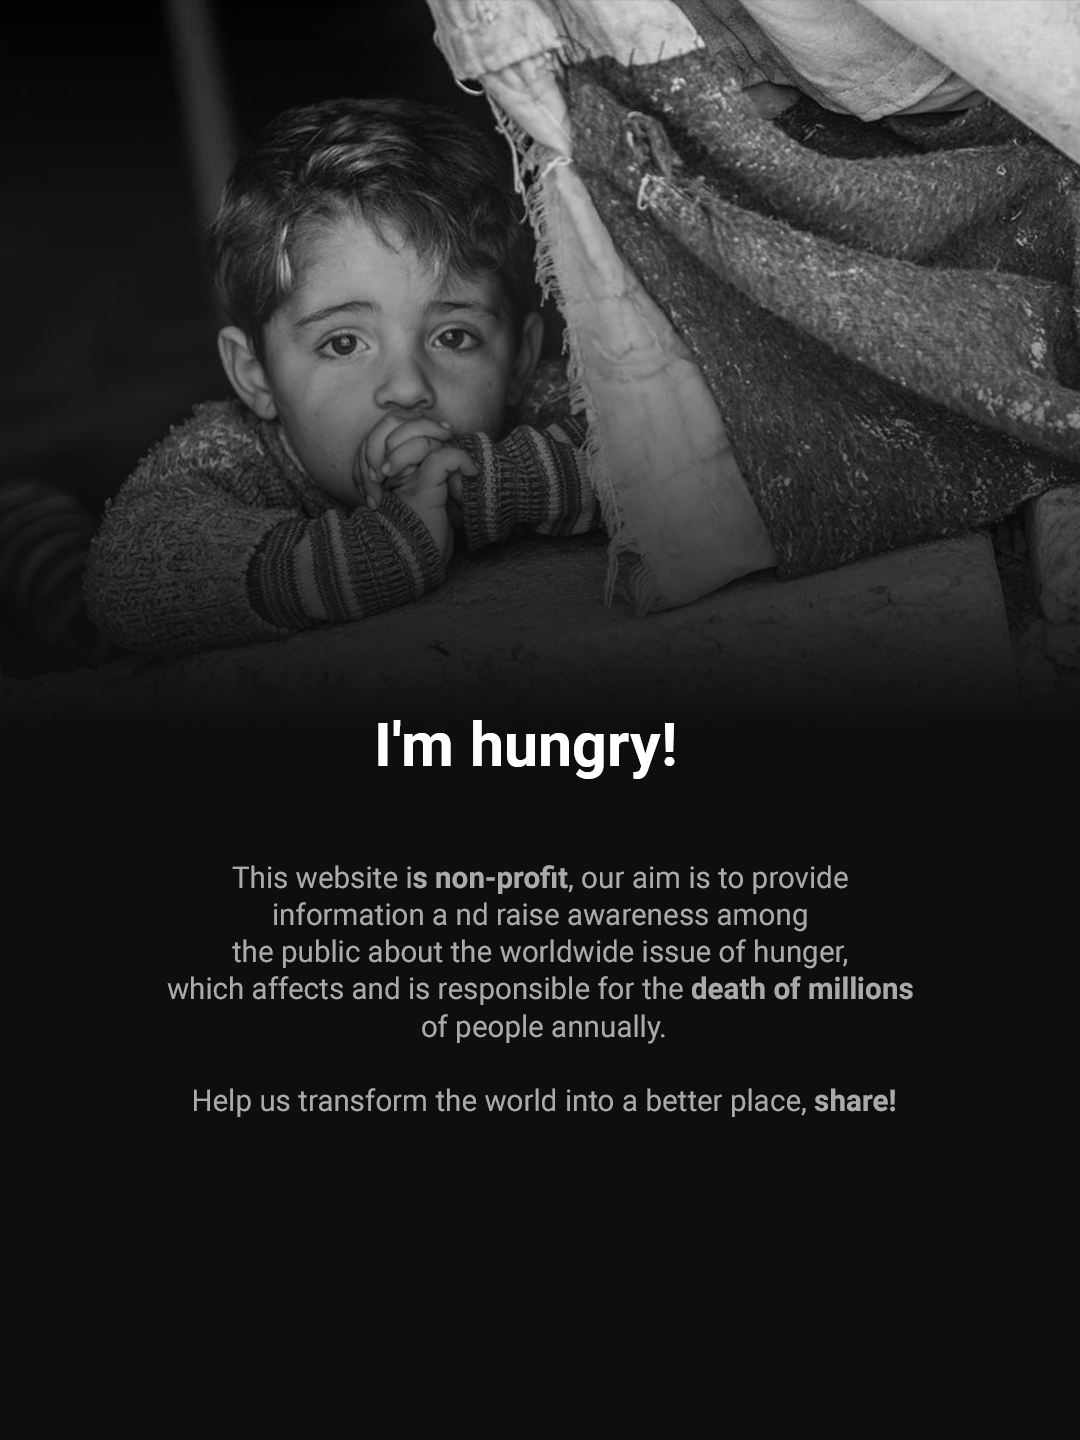 I'm hungry!
This website is non-profit, our aim is to provide
information a nd raise awareness among
the public about the worldwide issue of hunger,
which affects and is responsible for the death of millions
of people annually.
Help us transform the world into a better place, share!